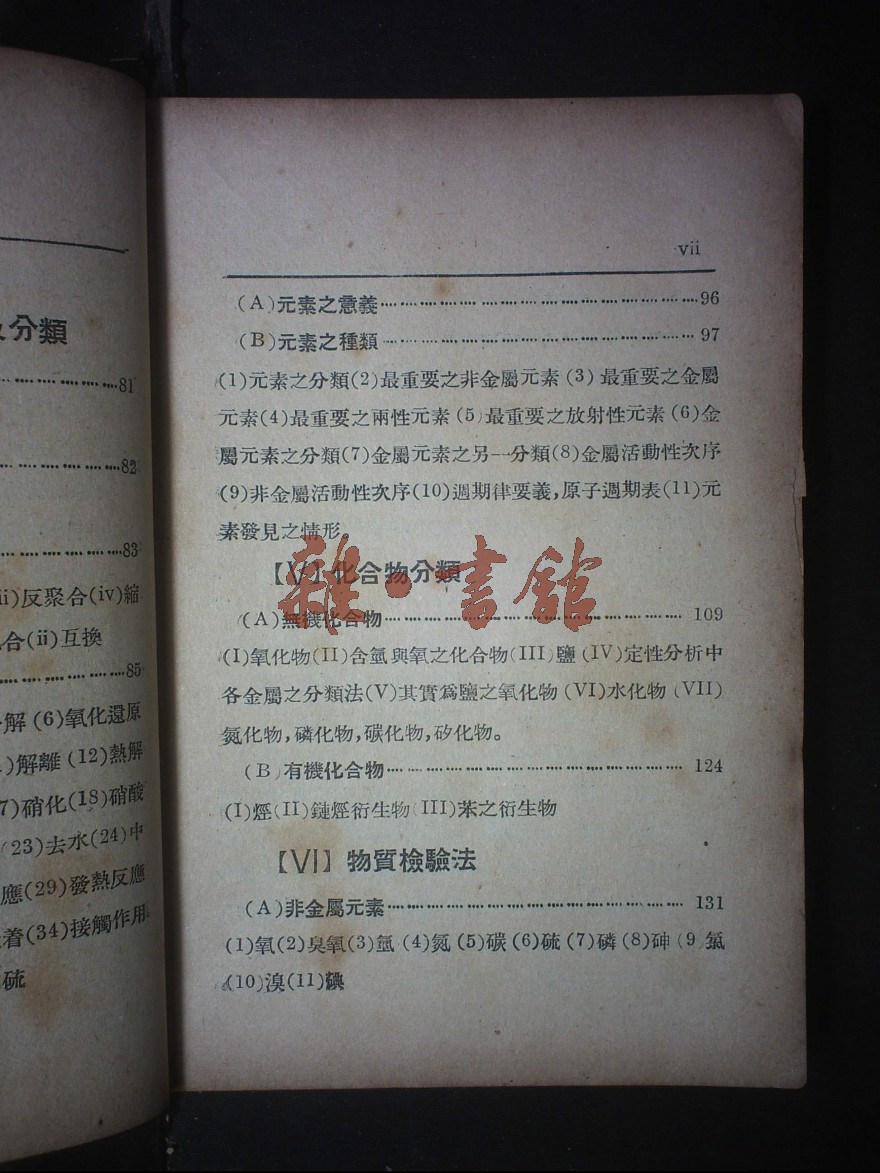 及分類
81
82
83
ii)反聚合(iv)縮
合(ii)互換
85
解(6)氧化還原
)解離(12)熱解
7)硝化(18)硝酸
(23)去水(24)中
應(29)發熱反應
着(34)接觸作用
硫
vii
(A)元素之意義 96
(B)元素之種類 97
(1)元素之分類(2)最重要之非金屬元素(3)最重要之金屬
元素(4)最重要之兩性元素(5)最重要之放射性元素(6)金
屬元素之分類(7)金屬元素之另一分類(8)金屬活動性次序
(9)非金屬活動性次序(10)週期律要義,原子週期表(11)元
素發見之情形.
【V】化合物分類
(A)無機化合物 109
(I)氧化物(II)含氫與氧之化合物(III)鹽(IV)定性分析中
各金屬之分類法(V)其實爲鹽之氧化物(VI)水化物(VII)
氮化物,磷化物,碳化物,矽化物。
(B)有機化合物 124
(I)烴(II)鏈烴衍生物(III)苯之衍生物
【VI】物質檢驗法
(A)非金屬元素 131
(1)氧(2)臭氧(3)氫(4)氮(5)碳(6)硫(7)磷(8)砷(9)氯
(10)溴(11)碘
雜·書館